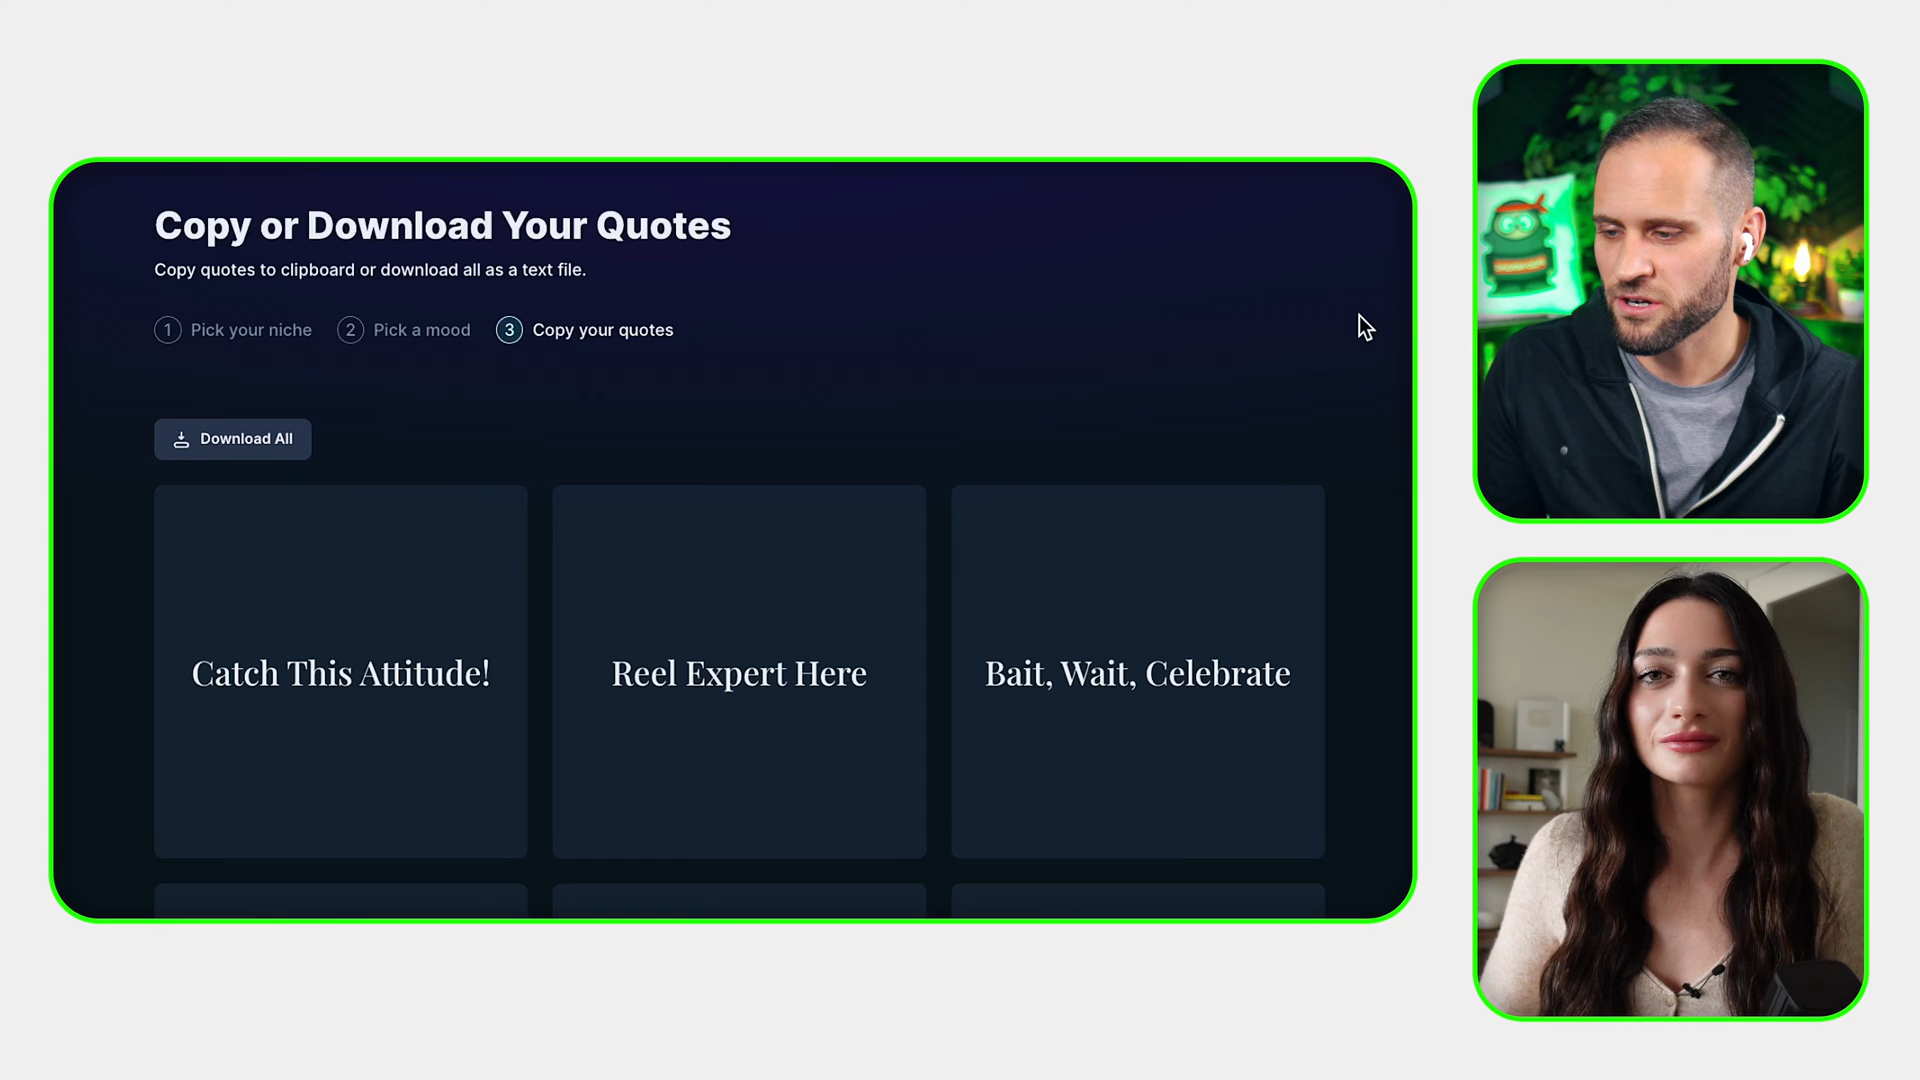 Copy or Download Your Quotes
Copy quotes to clipboard or download all as a text file.
1 Pick your niche 2 Pick a mood 3 Copy your quotes
Download All
Catch This Attitude! Reel Expert Here Bait, Wait, Celebrate